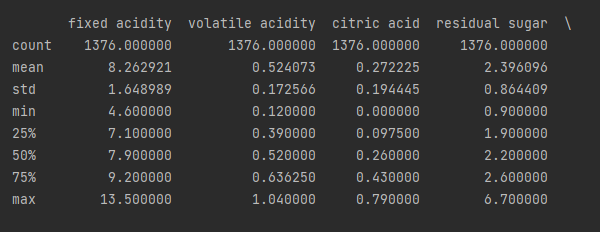 fixed acidity volatile acidity citric acid residual sugar \
count 1376.000000 1376.000000 1376.000000 1376.000000
mean 8.262921 0.524073 0.272225 2.396096
std 1.648989 0.172566 0.194445 0.864409
min 4.600000 0.120000 0.000000 0.900000
25% 7.100000 0.390000 0.097500 1.900000
50% 7.900000 0.520000 0.260000 2.200000
75% 9.200000 0.636250 0.430000 2.600000
max 13.500000 1.040000 0.790000 6.700000